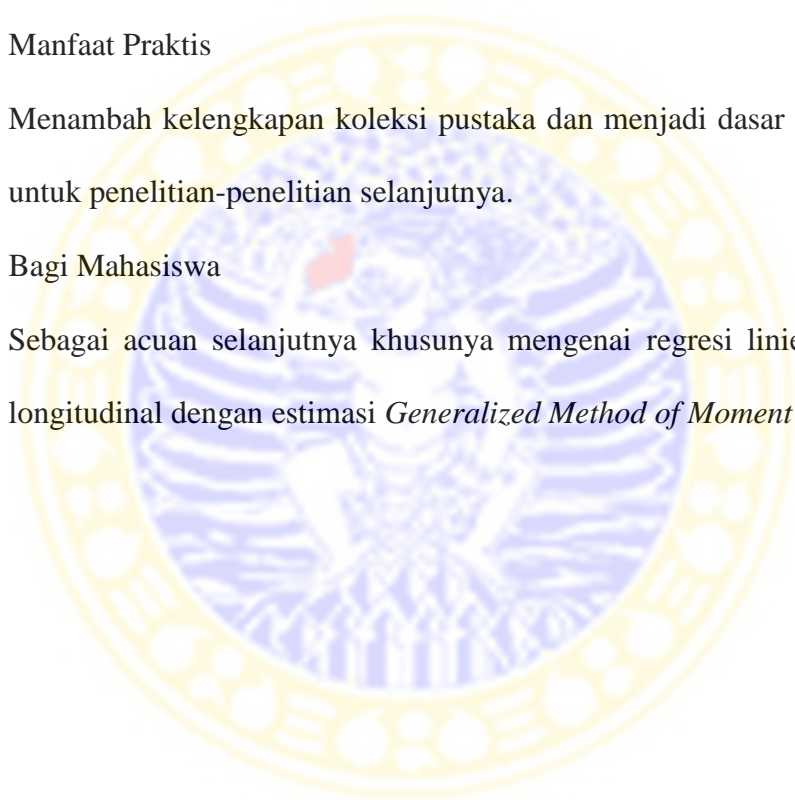 Manfaat Praktis
Menambah kelengkapan koleksi pustaka dan menjadi dasar
untuk penelitian-penelitian selanjutnya.
Bagi Mahasiswa
Sebagai acuan selanjutnya khusunya mengenai regresi linie
longitudinal dengan estimasi Generalized Method of Moment